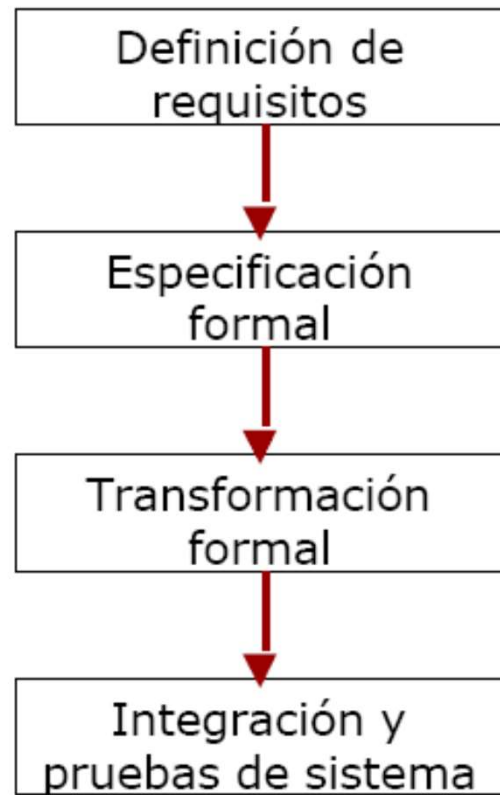 Definición de
requisitos
Especificación
formal
Transformación
formal
Integración y
pruebas de sistema